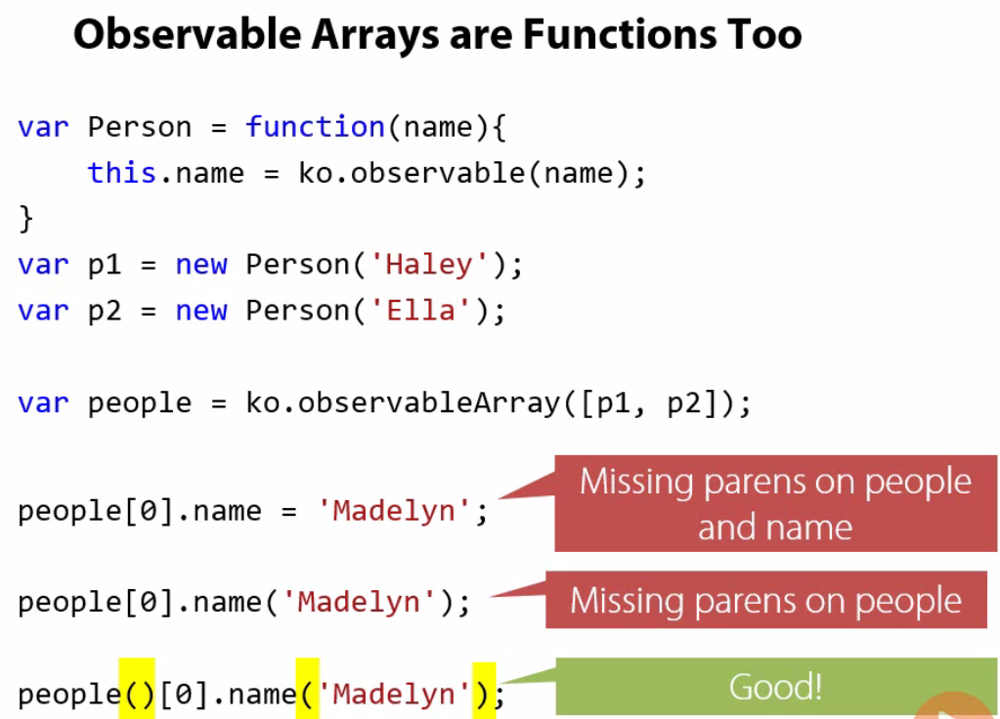 Observable Arrays are Functions Too
var Person = function(name){
    this.name = ko.observable(name);
}
var p1 = new Person('Haley');
var p2 = new Person('Ella');
var people = ko.observableArray([p1, p2]);
people[0].name = 'Madelyn';
Missing parens on people
and name
people[0].name('Madelyn');
Missing parens on people
people()[0].name('Madelyn');
Good!